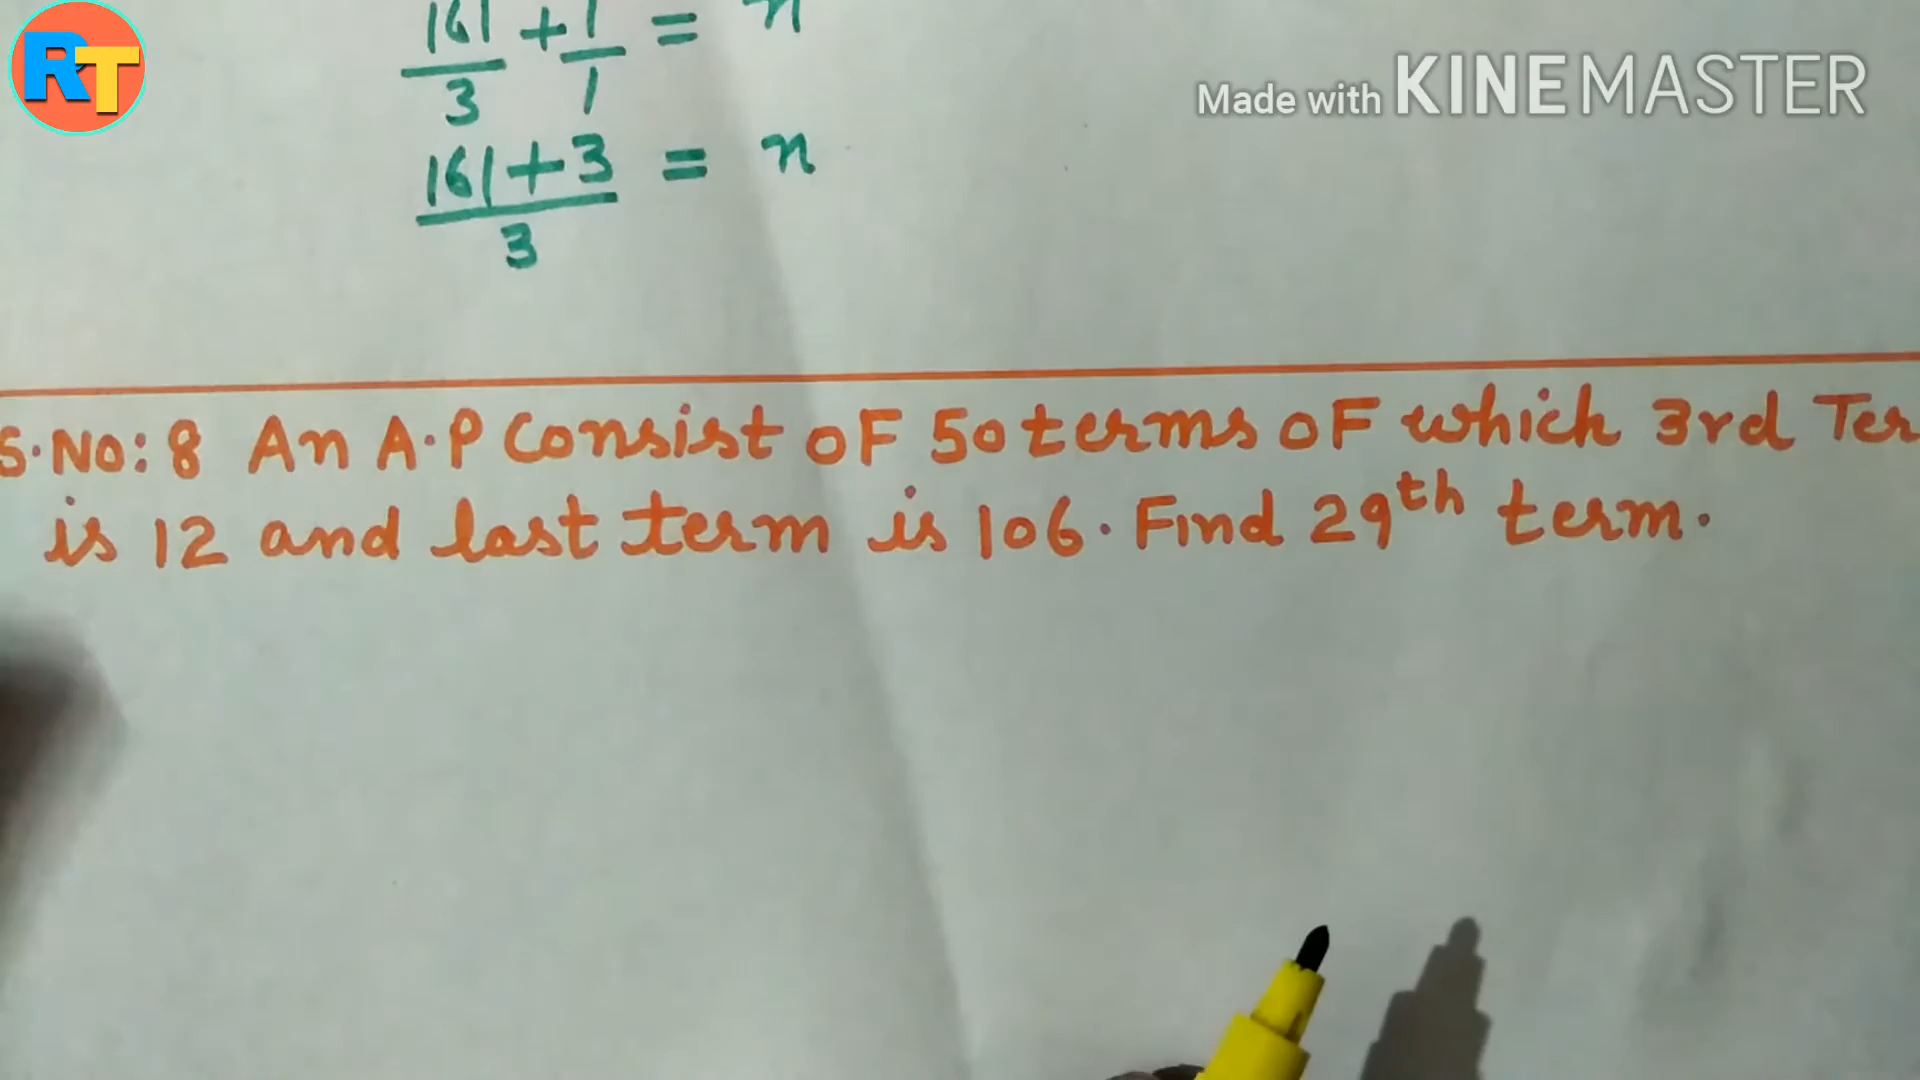 RT
Made with KINEMASTER
161/3 + 1/1 = n
161+3/3 = n
S.No: 8 An A.P Consist of 50 terms of which 3rd Ter
is 12 and last term is 106. Find 29th term.